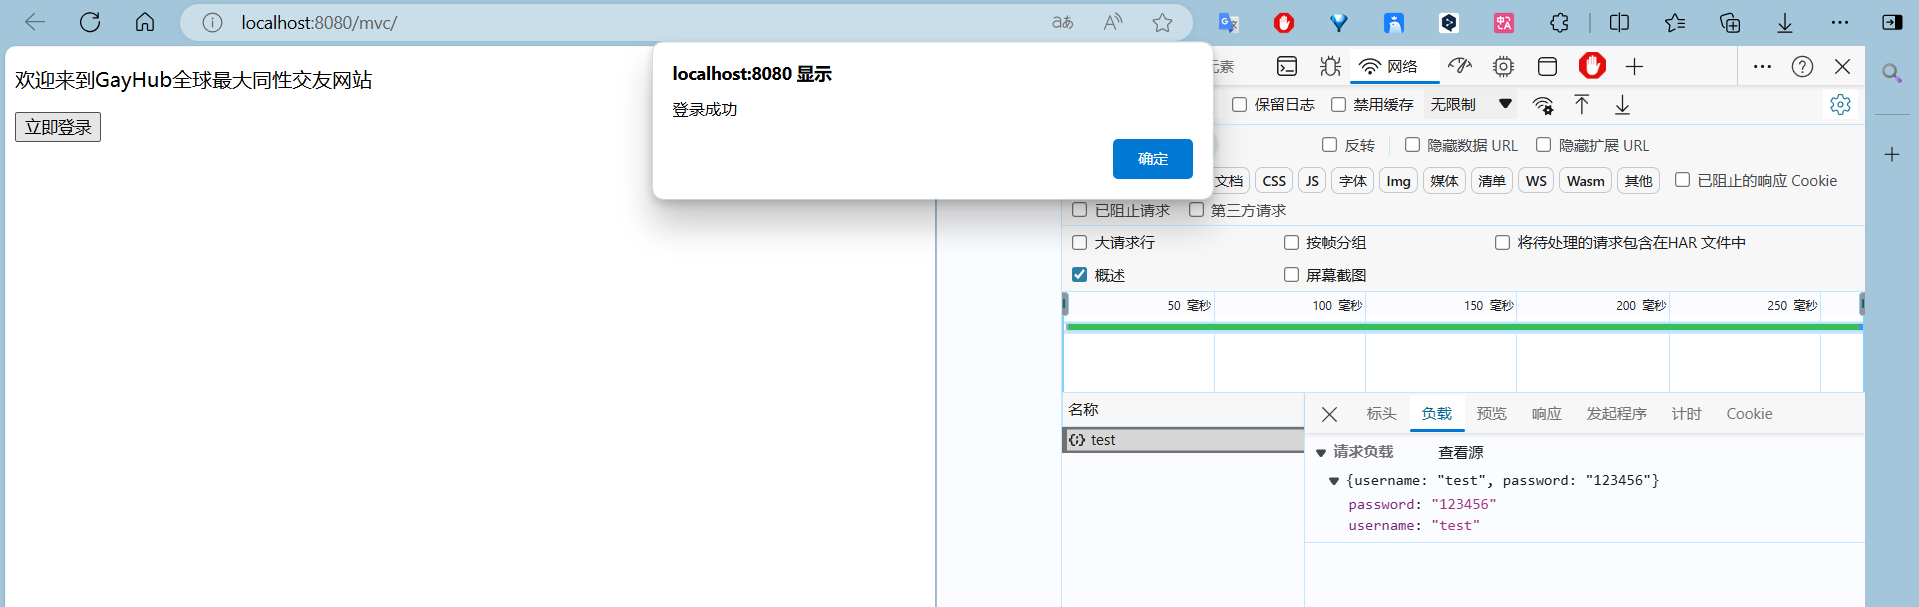 localhost:8080/mvc/
aあ
欢迎来到GayHub全球最大同性交友网站
立即登录
localhost:8080 显示
登录成功
确定
元素
网络
保留日志
禁用缓存
无限制
反转
隐藏数据 URL
隐藏扩展 URL
文档
CSS
JS
字体
Img
媒体
清单
WS
Wasm
其他
已阻止的响应 Cookie
已阻止请求
第三方请求
大请求行
按帧分组
将待处理的请求包含在HAR 文件中
概述
屏幕截图
50 毫秒
100 毫秒
150 毫秒
200 毫秒
250 毫秒
名称
标头
负载
预览
响应
发起程序
计时
Cookie
test
请求负载
查看源
{username: "test", password: "123456"}
password: "123456"
username: "test"